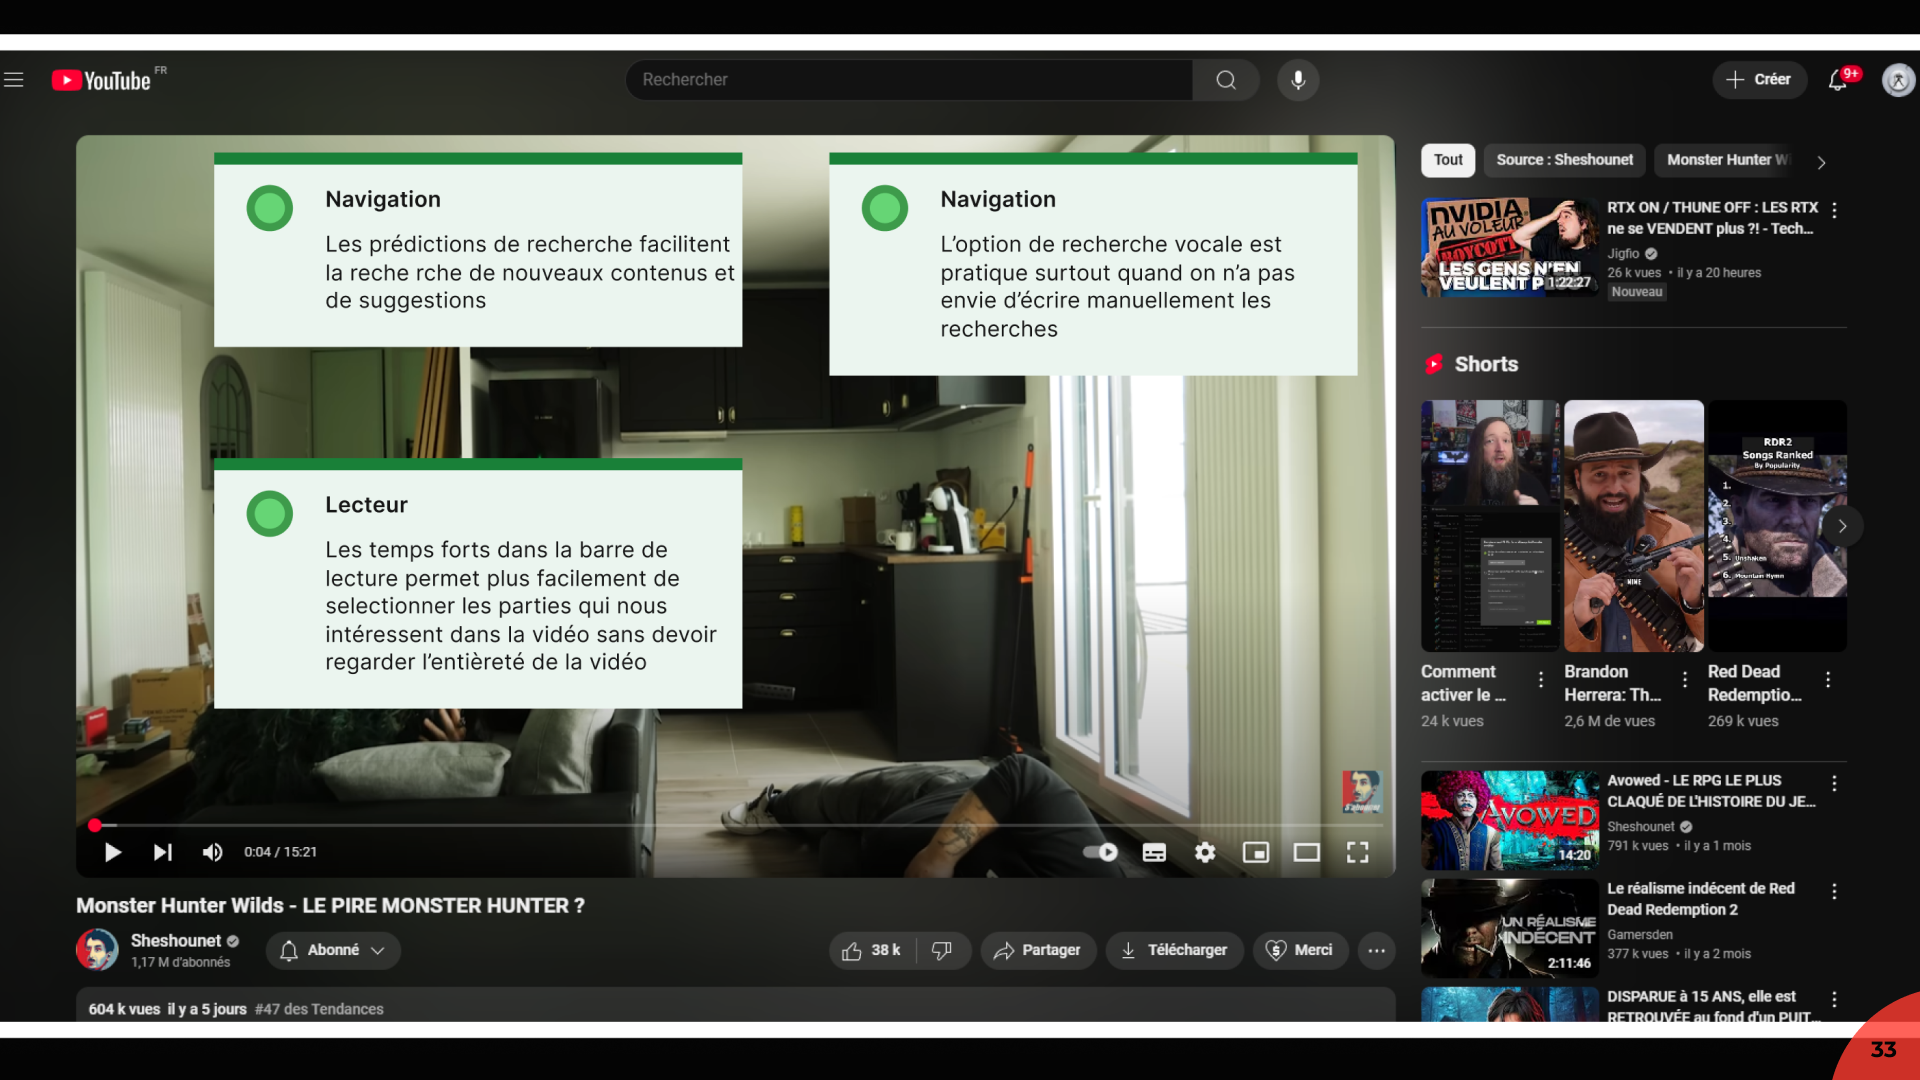 YouTube FR
Rechercher
Créer
9+
Navigation
Les prédictions de recherche facilitent
la reche rche de nouveaux contenus et
de suggestions
Navigation
L’option de recherche vocale est
pratique surtout quand on n’a pas
envie d’écrire manuellement les
recherches
Lecteur
Les temps forts dans la barre de
lecture permet plus facilement de
selectionner les parties qui nous
intéressent dans la vidéo sans devoir
regarder l’entièreté de la vidéo
0:04 / 15:21
Monster Hunter Wilds - LE PIRE MONSTER HUNTER ?
Sheshounet
1,17 M d'abonnés
Abonné
38 k
Partager
Télécharger
Merci
604 k vues il y a 5 jours #47 des Tendances
Tout
Source : Sheshounet
Monster Hunter Wi
NVIDIA
AU VOLEUR
BOYCOTT
LES GENS N'EN
VEULENT P
1:22:27
RTX ON / THUNE OFF : LES RTX
ne se VENDENT plus ?! - Tech...
Jigfio
26 k vues • il y a 20 heures
Nouveau
Shorts
MINE
RDR2
Songs Ranked
By Popularity
1.
2.
3.
4.
5. Unshaken
6. Mountain Hymn
Comment
activer le ...
24 k vues
Brandon
Herrera: Th...
2,6 M de vues
Red Dead
Redemptio...
269 k vues
AVOWED
14:20
Avowed - LE RPG LE PLUS
CLAQUÉ DE L'HISTOIRE DU JE...
Sheshounet
791 k vues • il y a 1 mois
UN RÉALISME
INDÉCENT
2:11:46
Le réalisme indécent de Red
Dead Redemption 2
Gamersden
377 k vues • il y a 2 mois
DISPARUE à 15 ANS, elle est
RETROUVÉE au fond d'un PUIT...
33